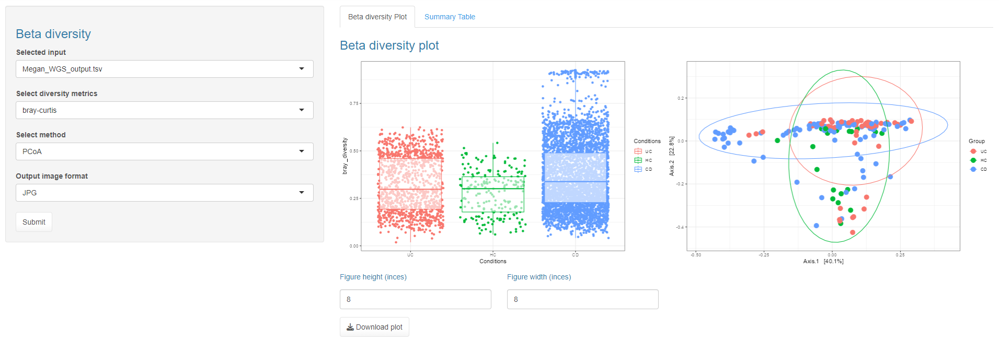 Beta diversity
Selected input
Megan_WGS_output.tsv
Select diversity metrics
bray-curtis
Select method
PCoA
Output image format
JPG
Submit
Beta diversity Plot
Summary Table
Beta diversity plot
bray_diversity
0.75
0.50
0.25
0.00
UC
HC
CD
Conditions
Conditions
UC
HC
CD
Axis.2 [22.8%]
0.2
0.0
-0.2
-0.4
-0.50
-0.25
0.00
0.25
Axis.1 [40.1%]
Group
UC
HC
CD
Figure height (inces)
Figure width (inces)
8
8
Download plot